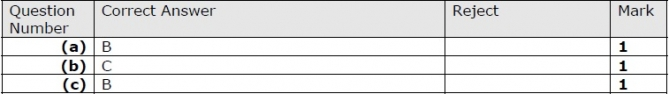 Question Number Correct Answer Reject Mark
(a) B 1
(b) C 1
(c) B 1